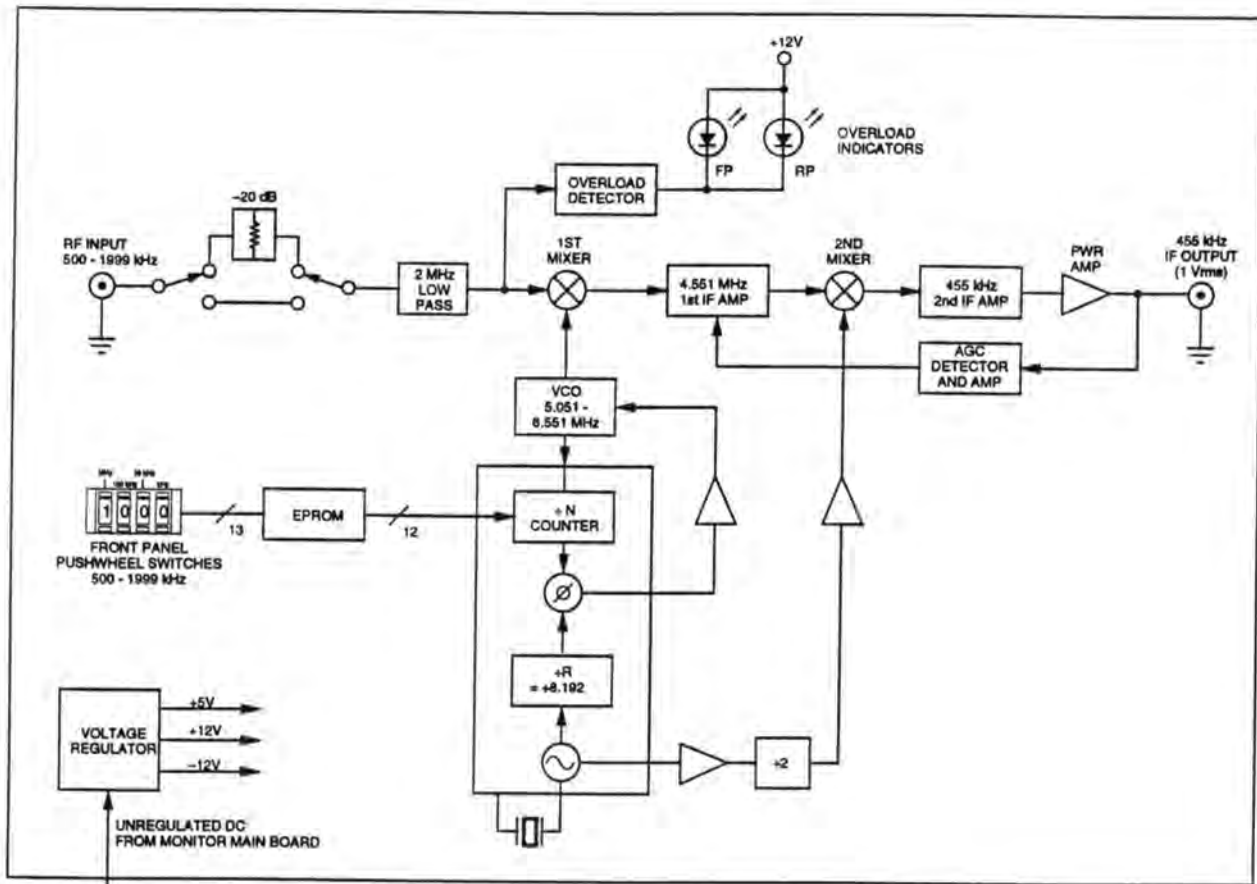 +12V
OVERLOAD
INDICATORS
FP
RP
OVERLOAD
DETECTOR
–20 dB
RF INPUT
500 - 1999 kHz
2 MHz
LOW
PASS
1ST
MIXER
4.551 MHz
1st IF AMP
2ND
MIXER
455 kHz
2nd IF AMP
PWR
AMP
455 kHz
IF OUTPUT
(1 Vrms)
AGC
DETECTOR
AND AMP
VCO
5.051 -
6.551 MHz
1 0 0 0
13
EPROM
12
÷ N
COUNTER
FRONT PANEL
PUSHWHEEL SWITCHES
500 - 1999 kHz
Ø
÷R
= ÷8.192
÷2
VOLTAGE
REGULATOR
+5V
+12V
–12V
UNREGULATED DC
FROM MONITOR MAIN BOARD